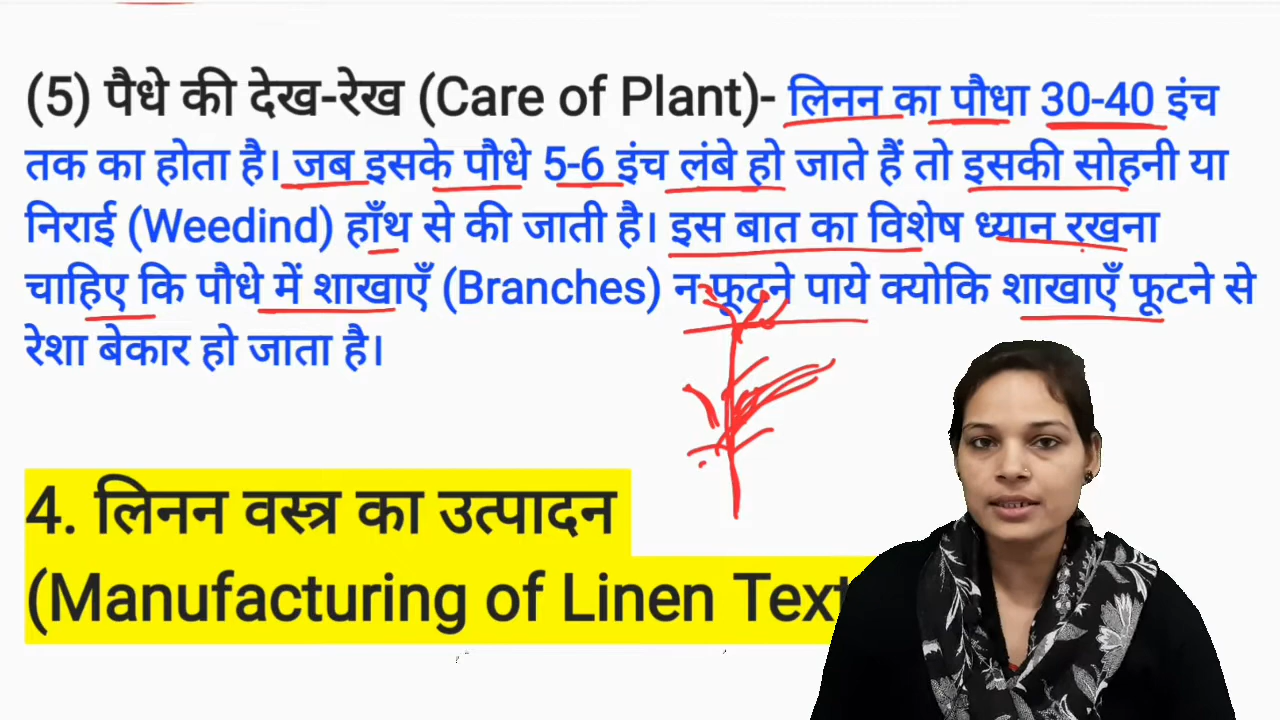 (5) पैधे की देख-रेख (Care of Plant)- लिनन का पौधा 30-40 इंच
तक का होता है। जब इसके पौधे 5-6 इंच लंबे हो जाते हैं तो इसकी सोहनी या
निराई (Weedind) हाँथ से की जाती है। इस बात का विशेष ध्यान रखना
चाहिए कि पौधे में शाखाएँ (Branches) न फूटने पाये क्योकि शाखाएँ फूटने से
रेशा बेकार हो जाता है।
4. लिनन वस्त्र का उत्पादन
(Manufacturing of Linen Text